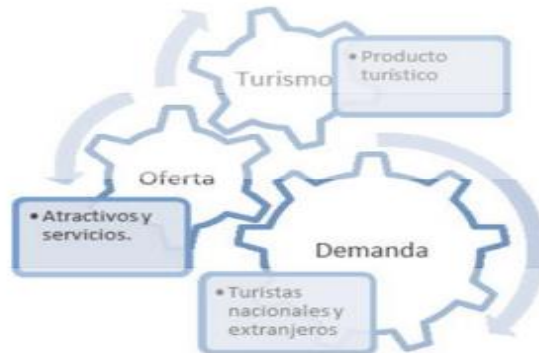 Turismo
• Producto
turístico
Oferta
• Atractivos y
servicios.
Demanda
• Turistas
nacionales y
extranjeros